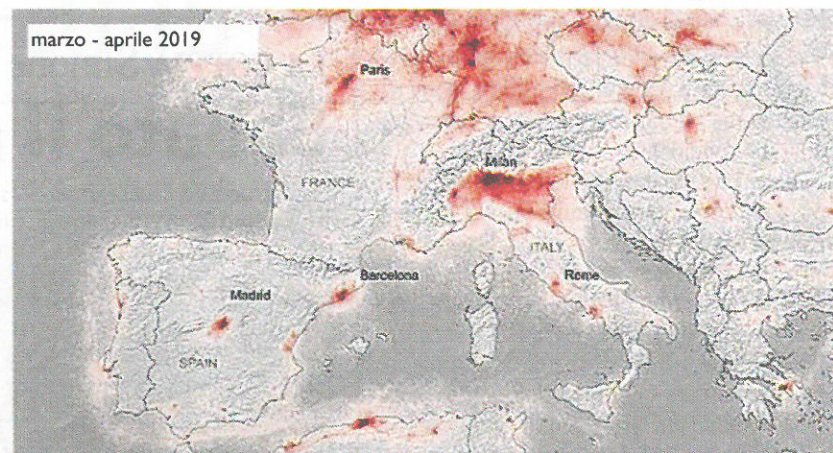 marzo - aprile 2019
Paris
Milan
FRANCE
ITALY
Barcelona
Rome
Madrid
SPAIN